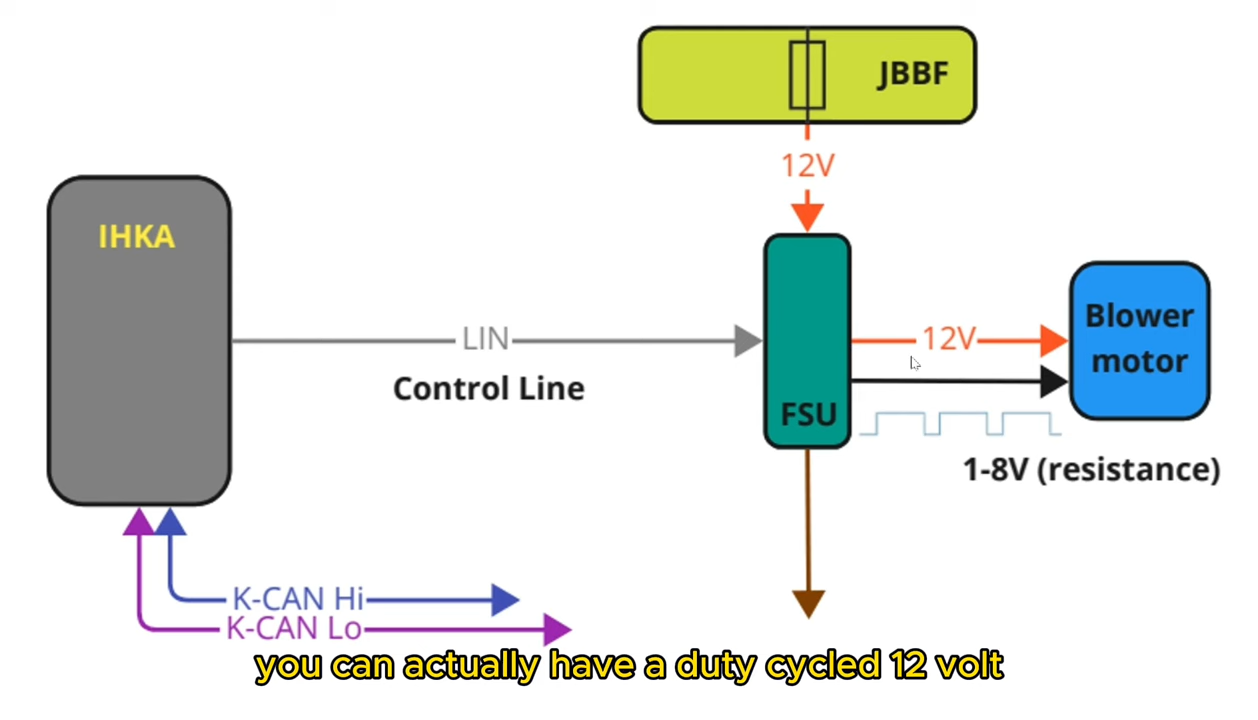 JBBF
12V
IHKA
LIN
Control Line
12V
Blower
motor
FSU
1-8V (resistance)
K-CAN Hi
K-CAN Lo
you can actually have a duty cycled 12 volt